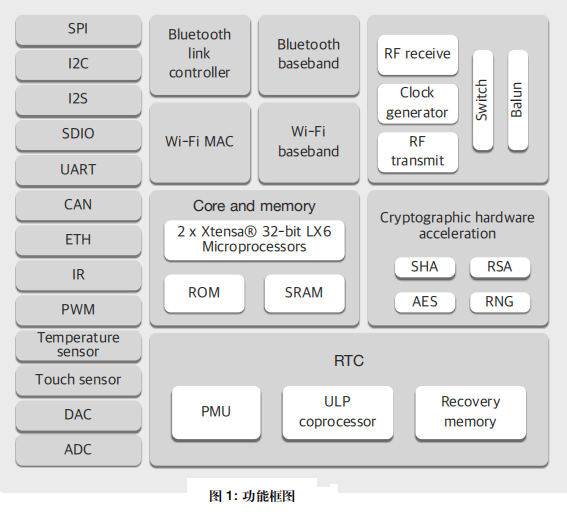 SPI
I2C
I2S
SDIO
UART
CAN
ETH
IR
PWM
Temperature
sensor
Touch sensor
DAC
ADC
Bluetooth
link
controller
Bluetooth
baseband
Wi-Fi MAC
Wi-Fi
baseband
RF receive
Clock
generator
RF
transmit
Switch
Balun
Core and memory
2 x Xtensa® 32-bit LX6
Microprocessors
ROM
SRAM
Cryptographic hardware
acceleration
SHA
RSA
AES
RNG
RTC
PMU
ULP
coprocessor
Recovery
memory
图 1: 功能框图